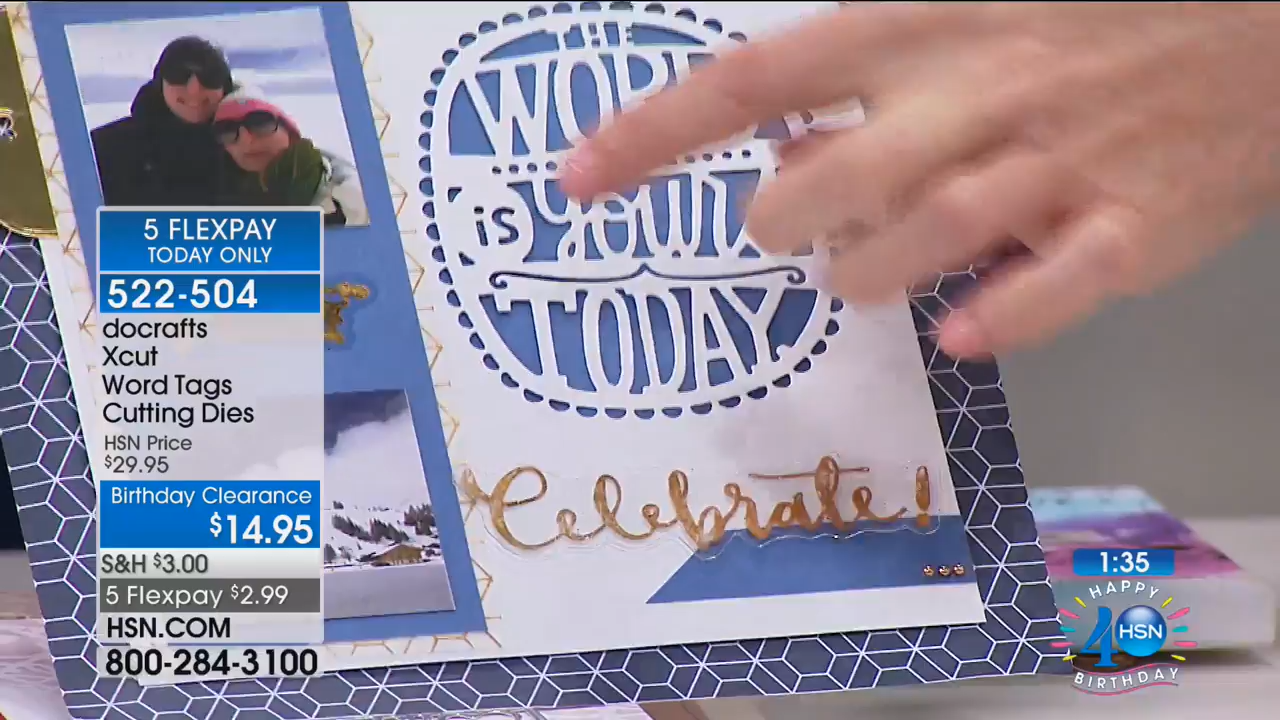 5 FLEXPAY
TODAY ONLY
522-504
docrafts
Xcut
Word Tags
Cutting Dies
HSN Price
$29.95
Birthday Clearance
$14.95
S&H $3.00
5 Flexpay $2.99
HSN.COM
800-284-3100
THE
is
TODAY
Celebrate!
1:35
HAPPY
40
HSN
BIRTHDAY